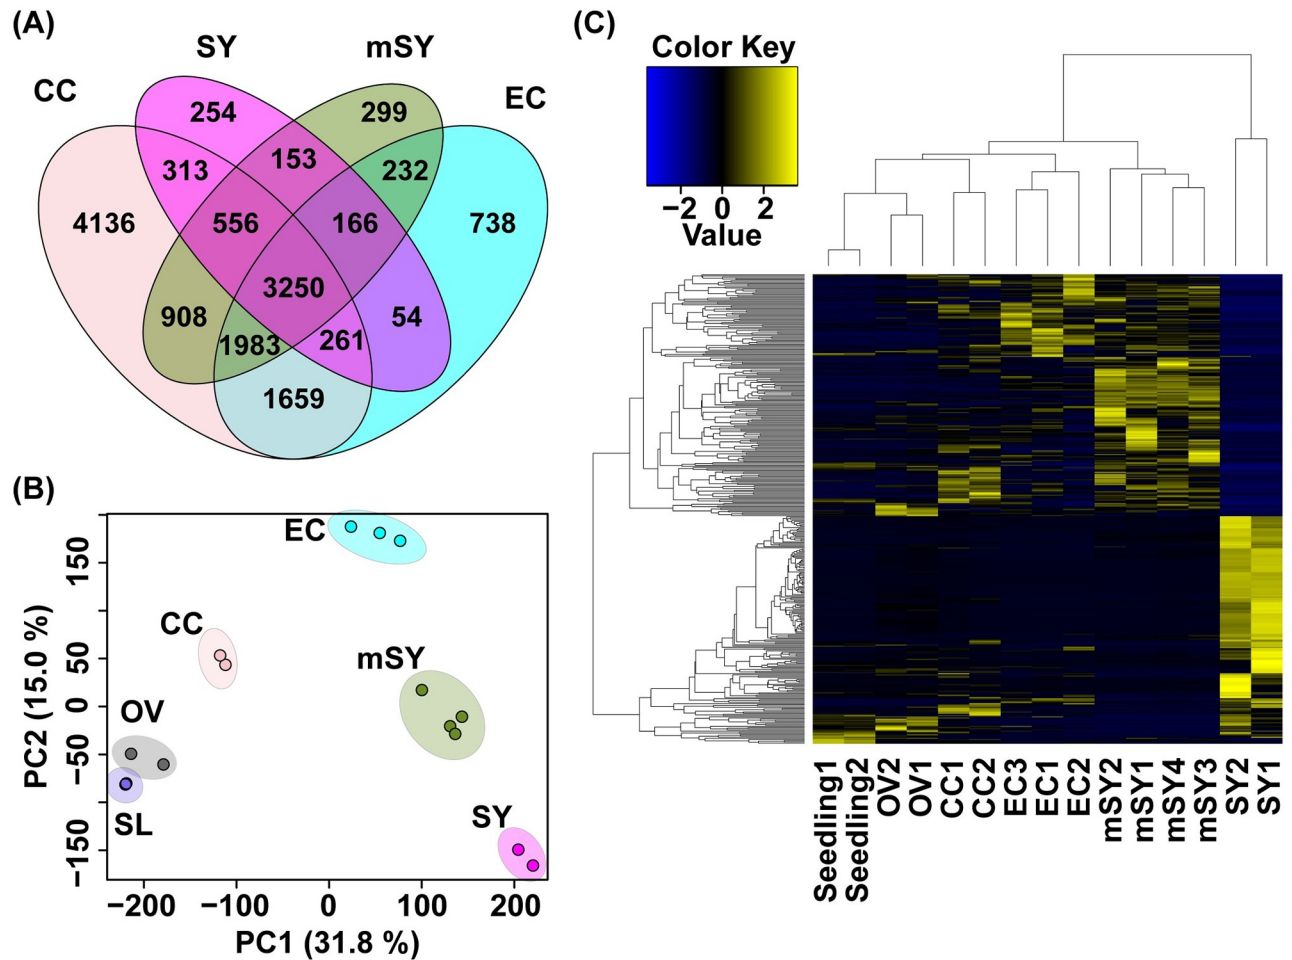 (A)
SY
mSY
CC
EC
254
299
313
153
232
4136
556
166
738
3250
908
54
1983
261
1659
(B)
150
50
0
−50
−150
PC2 (15.0 %)
EC
CC
mSY
OV
SL
SY
−200
−100
0
100
200
PC1 (31.8 %)
(C)
Color Key
−2
0
2
Value
Seedling1
Seedling2
OV2
OV1
CC1
CC2
EC3
EC1
EC2
mSY2
mSY1
mSY4
mSY3
SY2
SY1